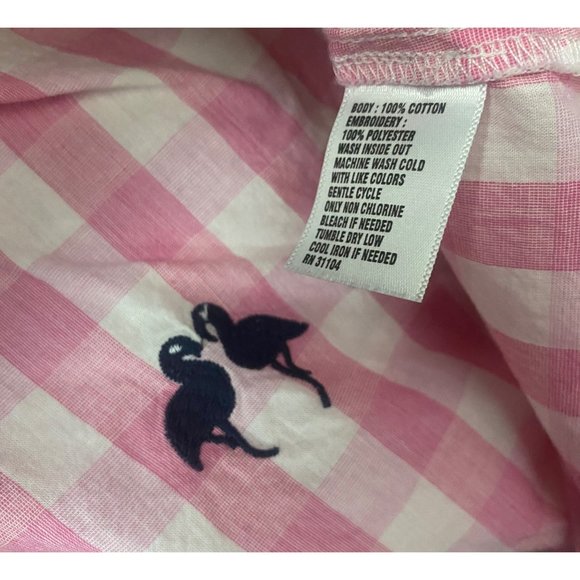 BODY : 100% COTTON
EMBROIDERY :
100% POLYESTER
WASH INSIDE OUT
MACHINE WASH COLD
WITH LIKE COLORS
GENTLE CYCLE
ONLY NON CHLORINE
BLEACH IF NEEDED
TUMBLE DRY LOW
COOL IRON IF NEEDED
RN 31104